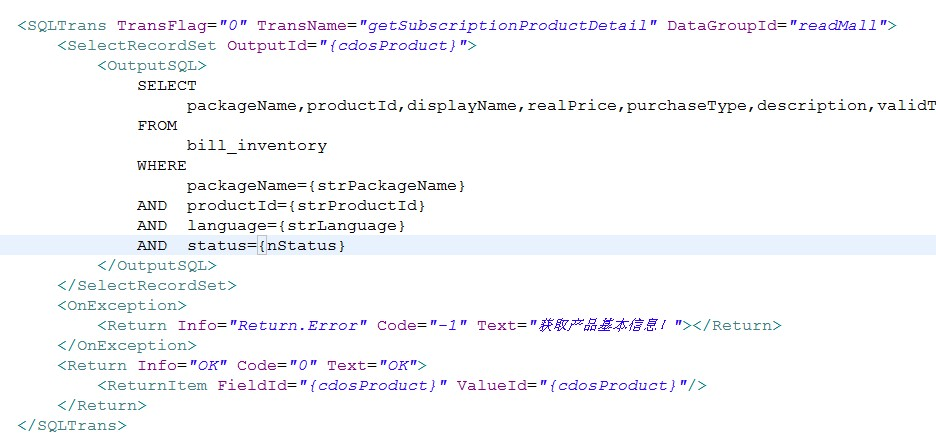 <SQLTrans TransFlag="0" TransName="getSubscriptionProductDetail" DataGroupId="readMall">
<SelectRecordSet OutputId="{cdosProduct}">
<OutputSQL>
SELECT
packageName,productId,displayName,realPrice,purchaseType,description,validT
FROM
bill_inventory
WHERE
packageName={strPackageName}
AND productId={strProductId}
AND language={strLanguage}
AND status={nStatus}
</OutputSQL>
</SelectRecordSet>
<OnException>
<Return Info="Return.Error" Code="-1" Text="获取产品基本信息！"></Return>
</OnException>
<Return Info="OK" Code="0" Text="OK">
<ReturnItem FieldId="{cdosProduct}" ValueId="{cdosProduct}"/>
</Return>
</SQLTrans>